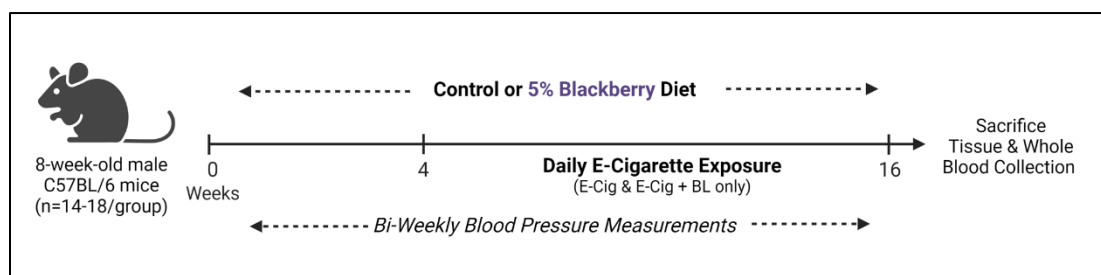 Control or 5% Blackberry Diet
8-week-old male
C57BL/6 mice
(n=14-18/group)
0
Weeks
4
Daily E-Cigarette Exposure
(E-Cig & E-Cig + BL only)
16
Bi-Weekly Blood Pressure Measurements
Sacrifice
Tissue & Whole
Blood Collection